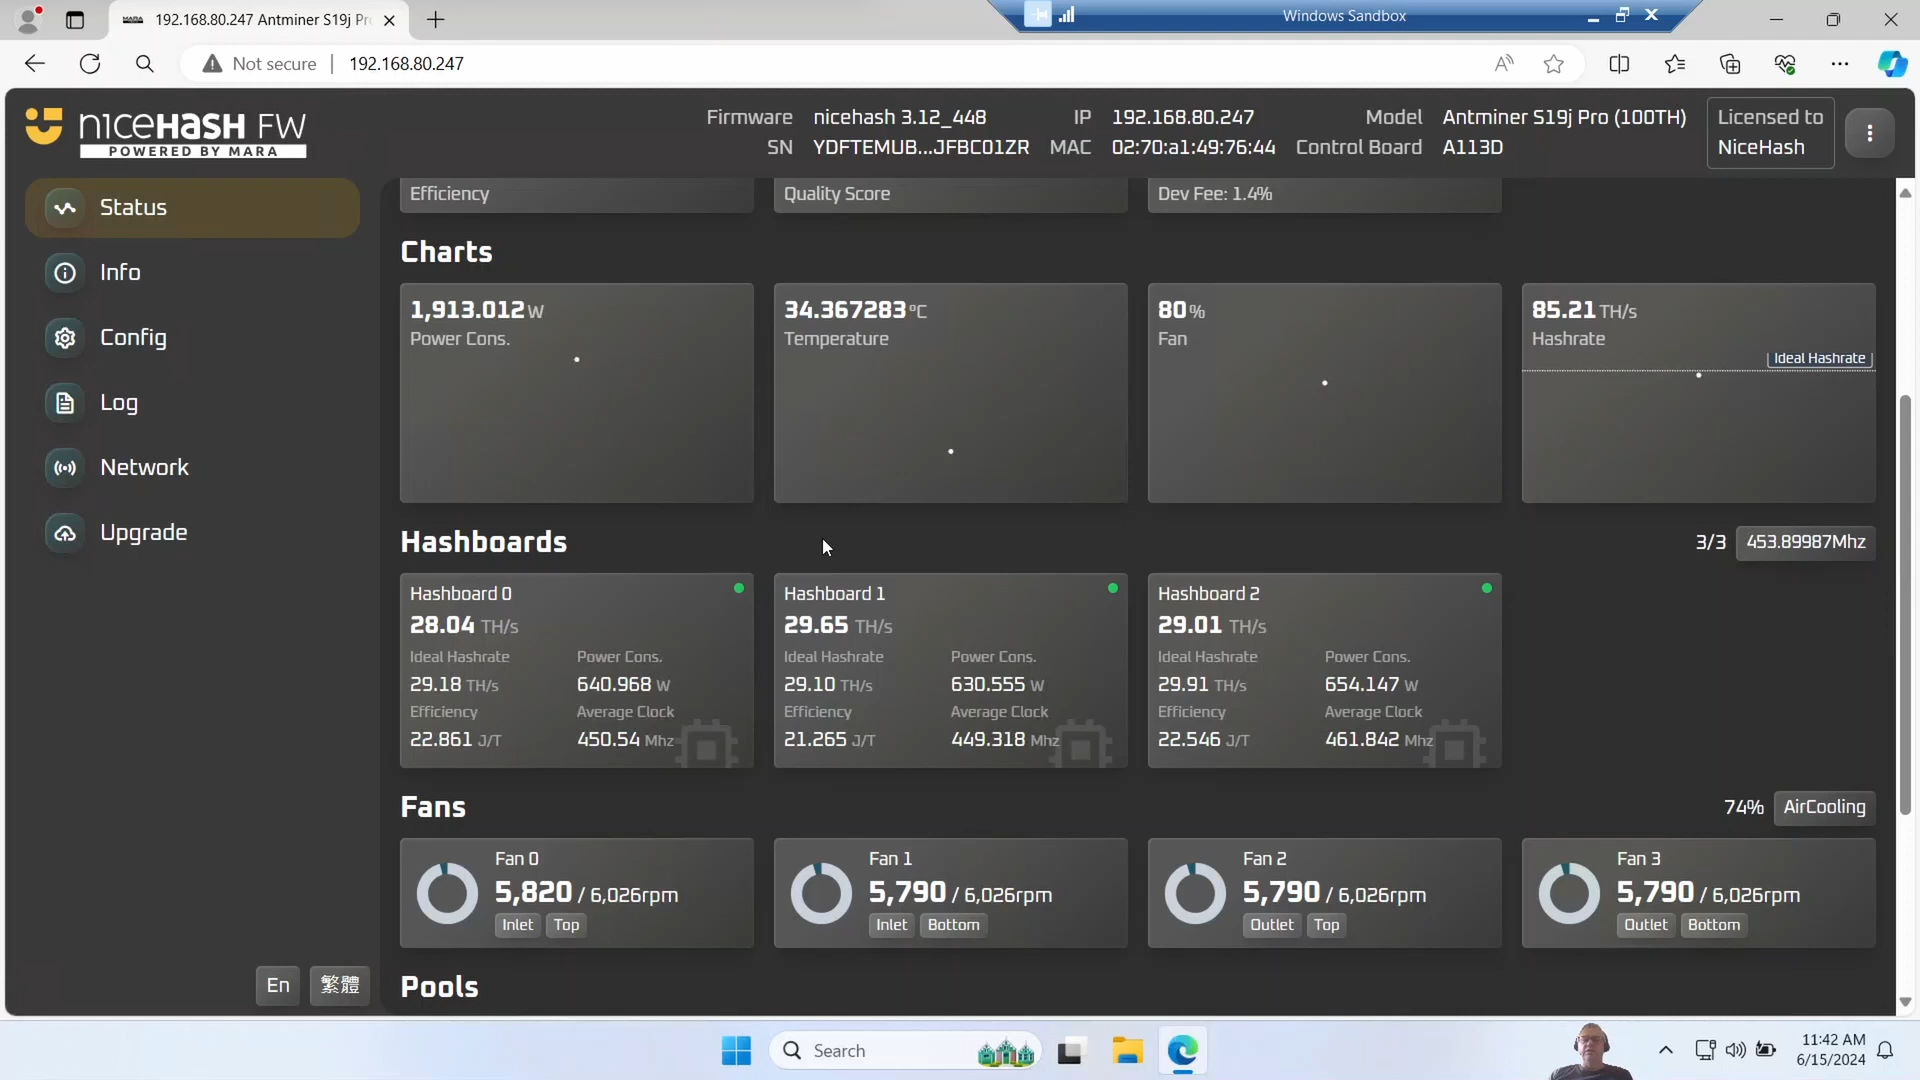 192.168.80.247 Antminer S19j Pr
Windows Sandbox
Not secure
192.168.80.247
niceHASH FW
POWERED BY MARA
Firmware nicehash 3.12_448 IP 192.168.80.247 Model Antminer S19j Pro (100TH)
SN YDFTEMUB...JFBC01ZR MAC 02:70:a1:49:76:44 Control Board A113D
Licensed to
NiceHash
Status
Info
Config
Log
Network
Upgrade
En 繁體
Efficiency Quality Score Dev Fee: 1.4%
Charts
1,913.012 W
Power Cons.
34.367283 °C
Temperature
80 %
Fan
85.21 TH/s
Hashrate
Ideal Hashrate
Hashboards 3/3 453.89987Mhz
Hashboard 0
28.04 TH/s
Ideal Hashrate Power Cons.
29.18 TH/s 640.968 W
Efficiency Average Clock
22.861 J/T 450.54 Mhz
Hashboard 1
29.65 TH/s
Ideal Hashrate Power Cons.
29.10 TH/s 630.555 W
Efficiency Average Clock
21.265 J/T 449.318 Mhz
Hashboard 2
29.01 TH/s
Ideal Hashrate Power Cons.
29.91 TH/s 654.147 W
Efficiency Average Clock
22.546 J/T 461.842 Mhz
Fans 74% AirCooling
Fan 0
5,820 / 6,026rpm
Inlet Top
Fan 1
5,790 / 6,026rpm
Inlet Bottom
Fan 2
5,790 / 6,026rpm
Outlet Top
Fan 3
5,790 / 6,026rpm
Outlet Bottom
Pools
Search
11:42 AM
6/15/2024